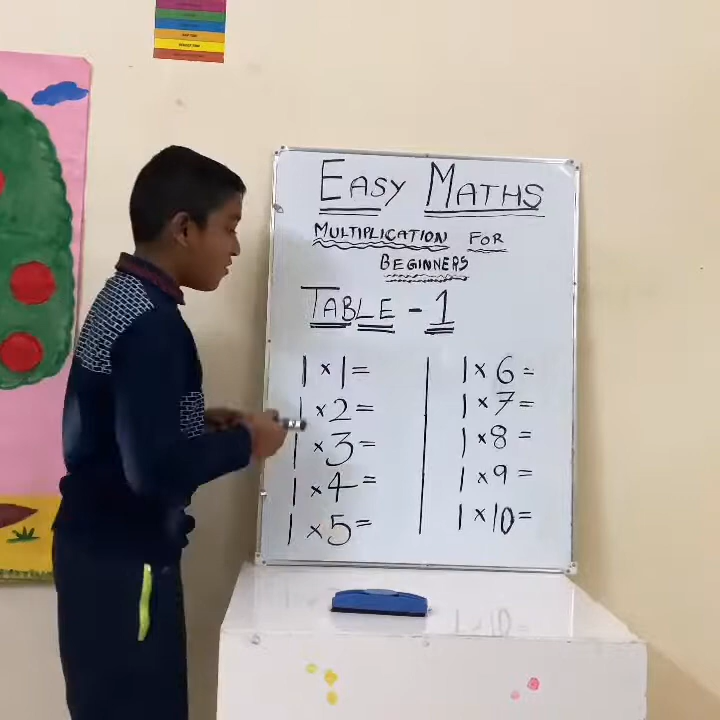 EASY MATHS
MULTIPLICATION FOR
BEGINNERS
TABLE - 1
1 × 1 =
1 × 2 =
1 × 3 =
1 × 4 =
1 × 5 =
1 × 6 =
1 × 7 =
1 × 8 =
1 × 9 =
1 × 10 =